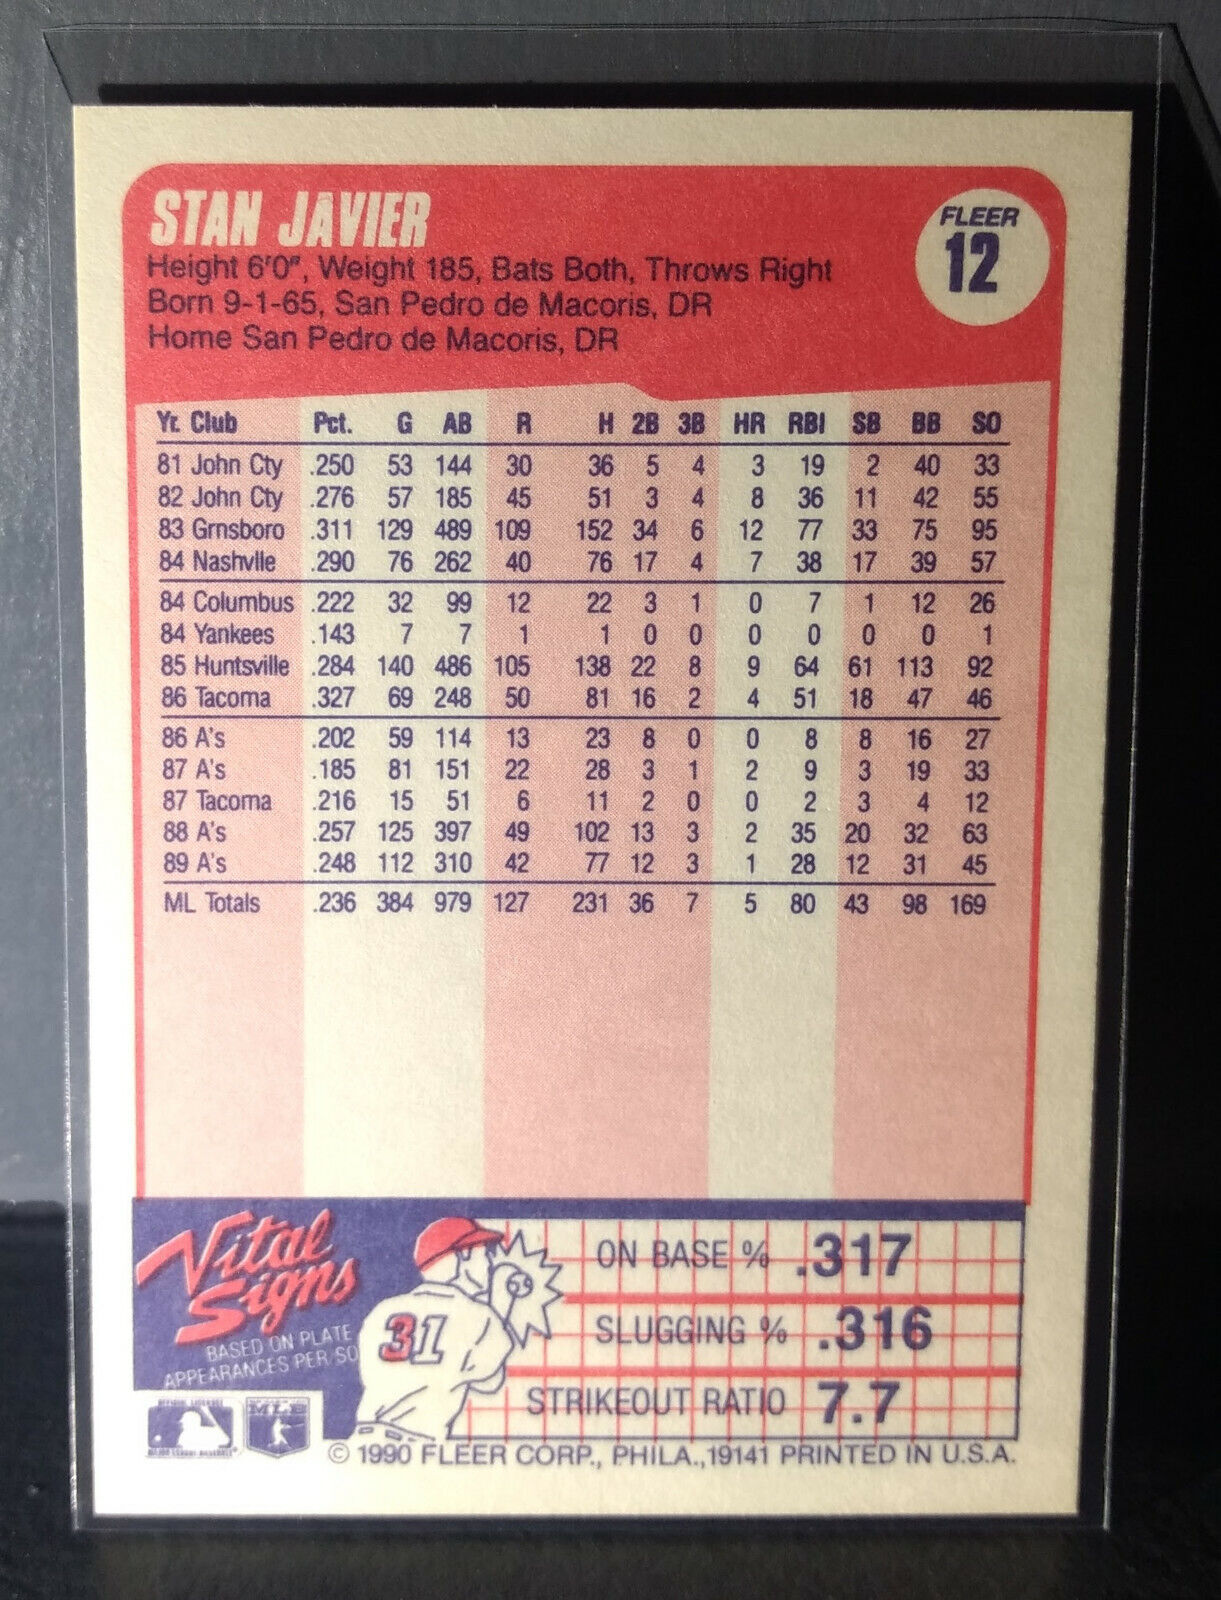 STAN JAVIER
FLEER
12
Height 6'0", Weight 185, Bats Both, Throws Right
Born 9-1-65, San Pedro de Macoris, DR
Home San Pedro de Macoris, DR
Yr. Club Pct. G AB R H 2B 3B HR RBI SB BB SO
81 John Cty .250 53 144 30 36 5 4 3 19 2 40 33
82 John Cty .276 57 185 45 51 3 4 8 36 11 42 55
83 Grnsboro .311 129 489 109 152 34 6 12 77 33 75 95
84 Nashvlle .290 76 262 40 76 17 4 7 38 17 39 57
84 Columbus .222 32 99 12 22 3 1 0 7 1 12 26
84 Yankees .143 7 7 1 1 0 0 0 0 0 0 1
85 Huntsville .284 140 486 105 138 22 8 9 64 61 113 92
86 Tacoma .327 69 248 50 81 16 2 4 51 18 47 46
86 A's .202 59 114 13 23 8 0 0 8 8 16 27
87 A's .185 81 151 22 28 3 1 2 9 3 19 33
87 Tacoma .216 15 51 6 11 2 0 0 2 3 4 12
88 A's .257 125 397 49 102 13 3 2 35 20 32 63
89 A's .248 112 310 42 77 12 3 1 28 12 31 45
ML Totals .236 384 979 127 231 36 7 5 80 43 98 169
Vital
Signs
BASED ON PLATE
APPEARANCES PER SO
31
ON BASE % .317
SLUGGING % .316
STRIKEOUT RATIO 7.7
MAJOR LEAGUE BASEBALL
© 1990 FLEER CORP., PHILA., 19141 PRINTED IN U.S.A.